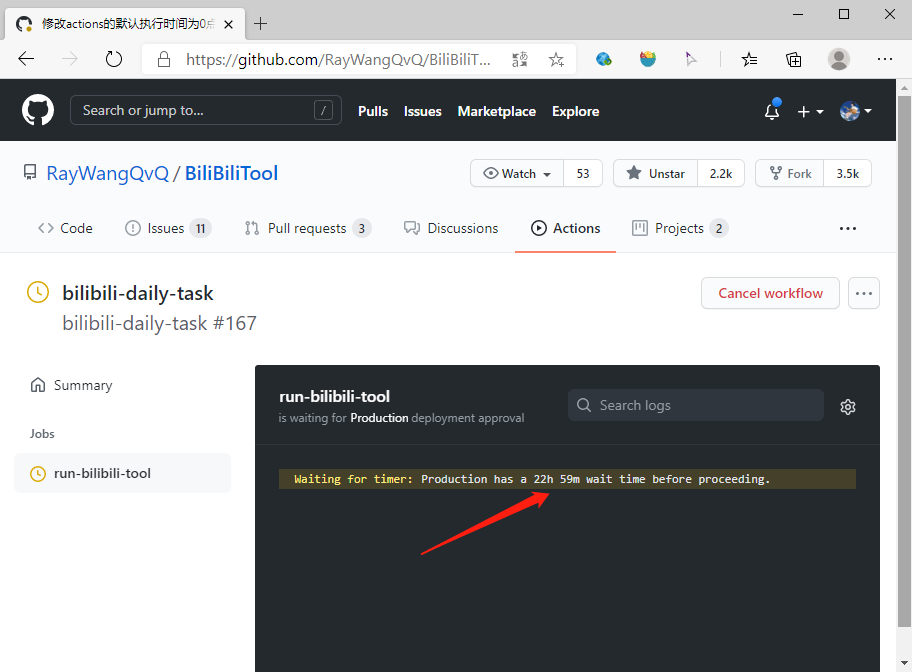 修改actions的默认执行时间为0点
https://github.com/RayWangQvQ/BiliBiliT...
Search or jump to...
/
Pulls
Issues
Marketplace
Explore
RayWangQvQ / BiliBiliTool
Watch
53
Unstar
2.2k
Fork
3.5k
Code
Issues 11
Pull requests 3
Discussions
Actions
Projects 2
bilibili-daily-task
bilibili-daily-task #167
Cancel workflow
Summary
Jobs
run-bilibili-tool
run-bilibili-tool
is waiting for Production deployment approval
Search logs
Waiting for timer: Production has a 22h 59m wait time before proceeding.